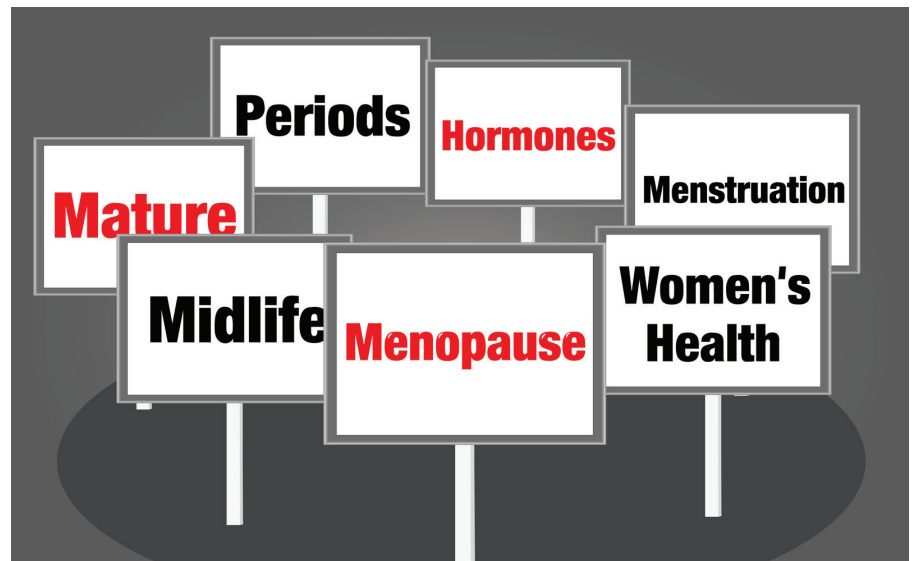 Periods
Hormones
Mature
Menstruation
Midlife
Menopause
Women's
Health